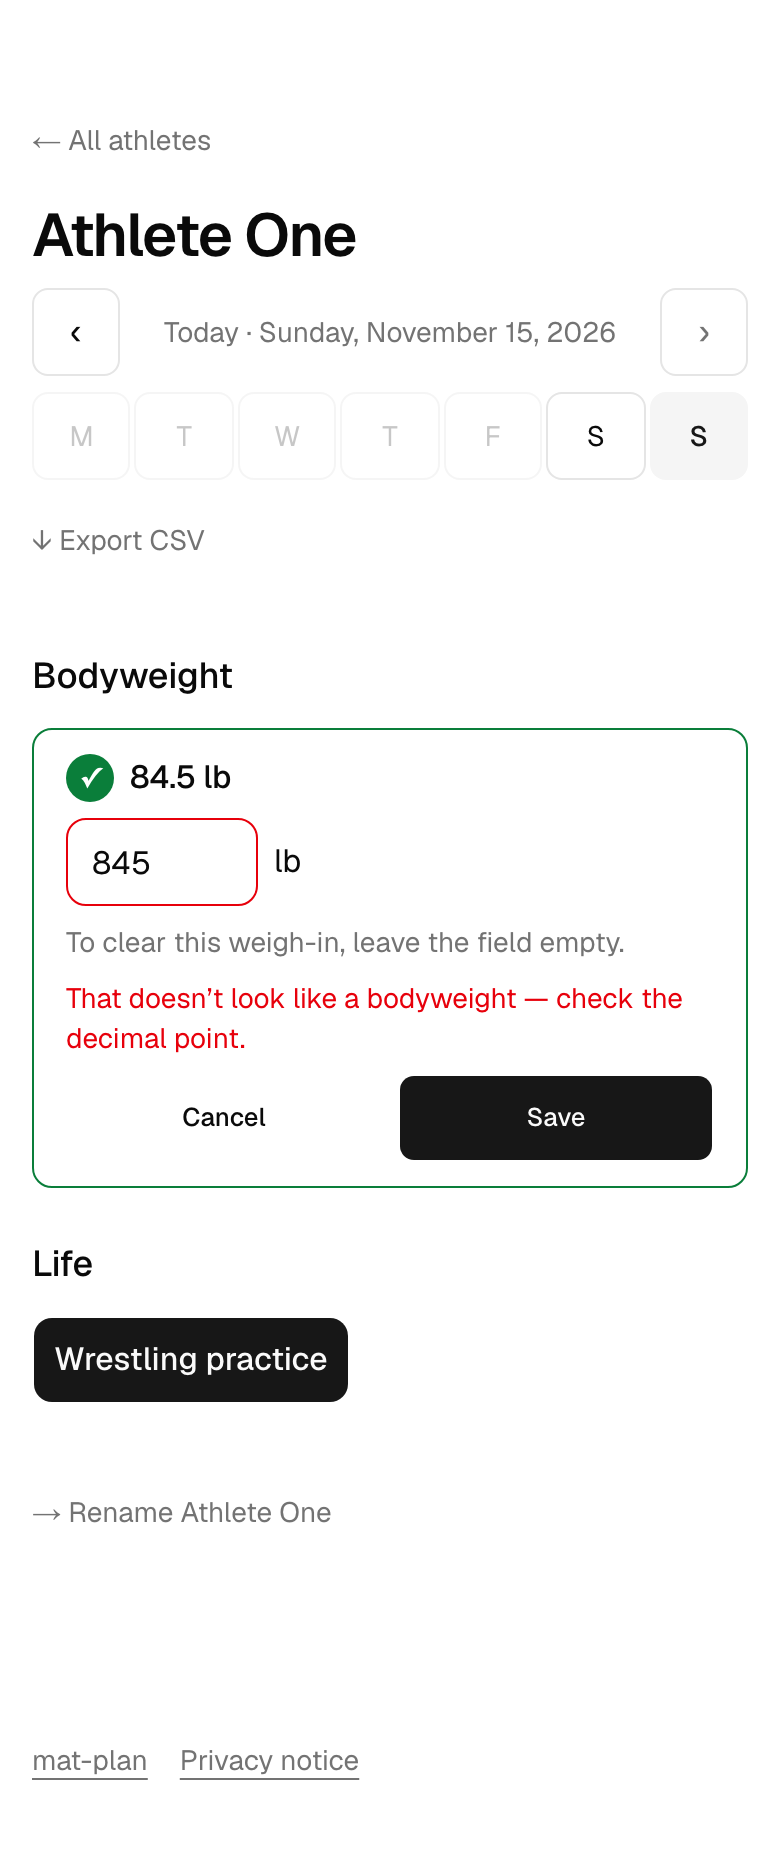 ← All athletes
Athlete One
‹ Today · Sunday, November 15, 2026 ›
M T W T F S S
↓ Export CSV
Bodyweight
✓ 84.5 lb
845 lb
To clear this weigh-in, leave the field empty.
That doesn’t look like a bodyweight — check the
decimal point.
Cancel Save
Life
Wrestling practice
→ Rename Athlete One
mat-plan Privacy notice